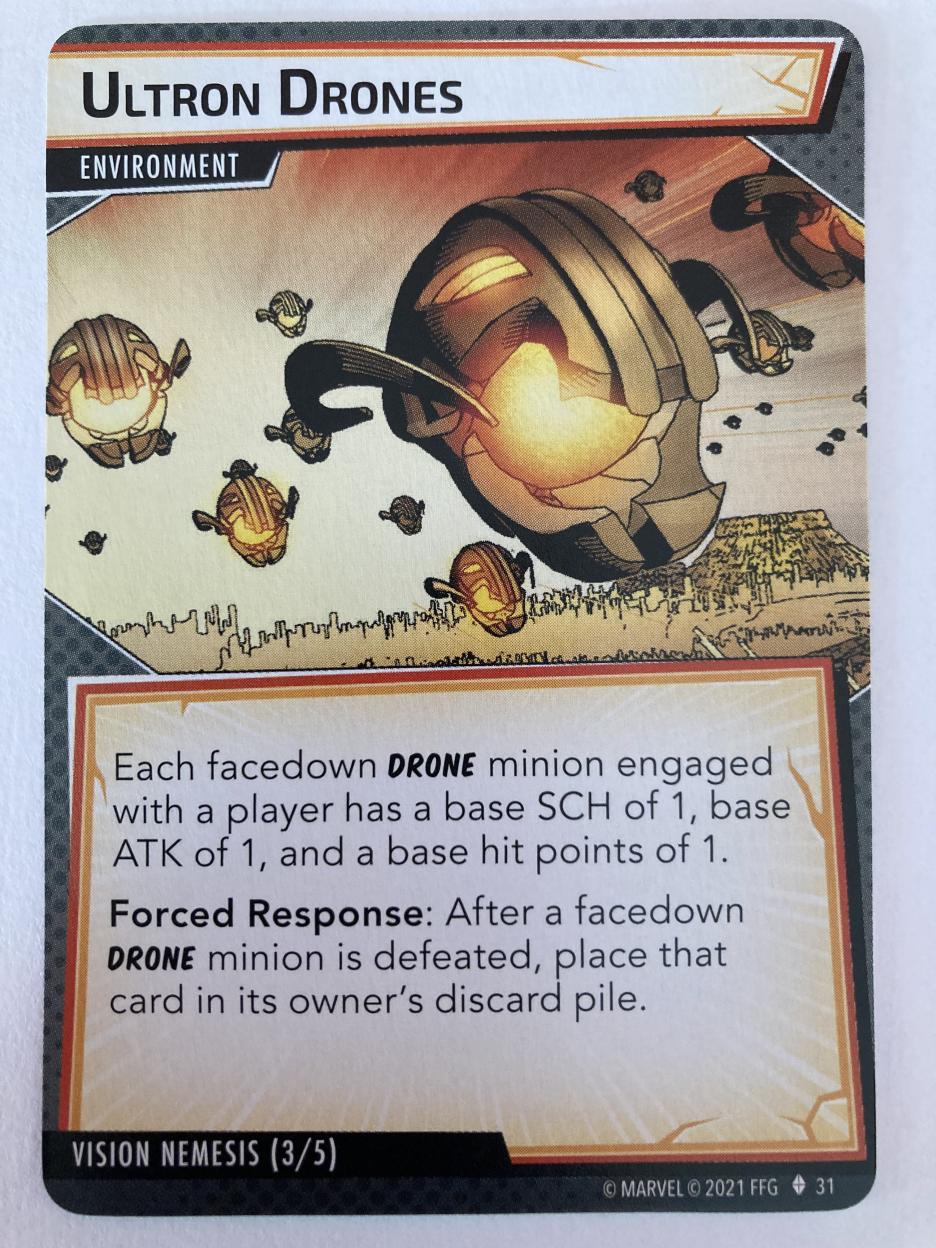 ULTRON DRONES
ENVIRONMENT
Each facedown DRONE minion engaged
with a player has a base SCH of 1, base
ATK of 1, and a base hit points of 1.
Forced Response: After a facedown
DRONE minion is defeated, place that
card in its owner’s discard pile.
VISION NEMESIS (3/5)
© MARVEL © 2021 FFG 31